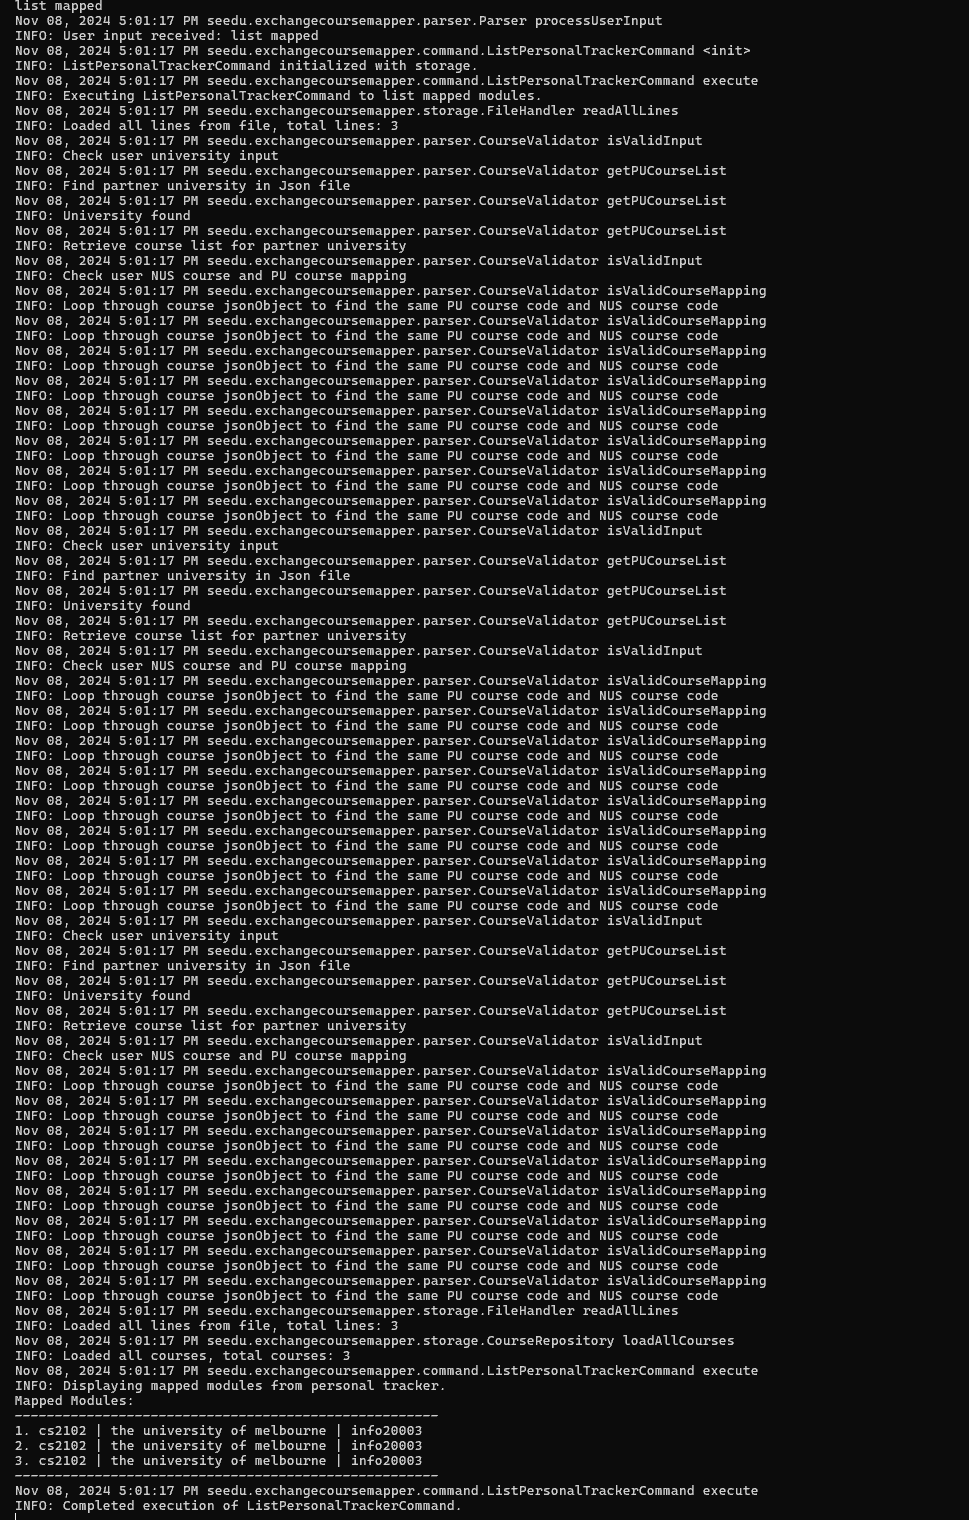 list mapped
Nov 08, 2024 5:01:17 PM seedu.exchangecoursemapper.parser.Parser processUserInput
INFO: User input received: list mapped
Nov 08, 2024 5:01:17 PM seedu.exchangecoursemapper.command.ListPersonalTrackerCommand <init>
INFO: ListPersonalTrackerCommand initialized with storage.
Nov 08, 2024 5:01:17 PM seedu.exchangecoursemapper.command.ListPersonalTrackerCommand execute
INFO: Executing ListPersonalTrackerCommand to list mapped modules.
Nov 08, 2024 5:01:17 PM seedu.exchangecoursemapper.storage.FileHandler readAllLines
INFO: Loaded all lines from file, total lines: 3
Nov 08, 2024 5:01:17 PM seedu.exchangecoursemapper.parser.CourseValidator isValidInput
INFO: Check user university input
Nov 08, 2024 5:01:17 PM seedu.exchangecoursemapper.parser.CourseValidator getPUCourseList
INFO: Find partner university in Json file
Nov 08, 2024 5:01:17 PM seedu.exchangecoursemapper.parser.CourseValidator getPUCourseList
INFO: University found
Nov 08, 2024 5:01:17 PM seedu.exchangecoursemapper.parser.CourseValidator getPUCourseList
INFO: Retrieve course list for partner university
Nov 08, 2024 5:01:17 PM seedu.exchangecoursemapper.parser.CourseValidator isValidInput
INFO: Check user NUS course and PU course mapping
Nov 08, 2024 5:01:17 PM seedu.exchangecoursemapper.parser.CourseValidator isValidCourseMapping
INFO: Loop through course jsonObject to find the same PU course code and NUS course code
Nov 08, 2024 5:01:17 PM seedu.exchangecoursemapper.parser.CourseValidator isValidCourseMapping
INFO: Loop through course jsonObject to find the same PU course code and NUS course code
Nov 08, 2024 5:01:17 PM seedu.exchangecoursemapper.parser.CourseValidator isValidCourseMapping
INFO: Loop through course jsonObject to find the same PU course code and NUS course code
Nov 08, 2024 5:01:17 PM seedu.exchangecoursemapper.parser.CourseValidator isValidCourseMapping
INFO: Loop through course jsonObject to find the same PU course code and NUS course code
Nov 08, 2024 5:01:17 PM seedu.exchangecoursemapper.parser.CourseValidator isValidCourseMapping
INFO: Loop through course jsonObject to find the same PU course code and NUS course code
Nov 08, 2024 5:01:17 PM seedu.exchangecoursemapper.parser.CourseValidator isValidCourseMapping
INFO: Loop through course jsonObject to find the same PU course code and NUS course code
Nov 08, 2024 5:01:17 PM seedu.exchangecoursemapper.parser.CourseValidator isValidCourseMapping
INFO: Loop through course jsonObject to find the same PU course code and NUS course code
Nov 08, 2024 5:01:17 PM seedu.exchangecoursemapper.parser.CourseValidator isValidCourseMapping
INFO: Loop through course jsonObject to find the same PU course code and NUS course code
Nov 08, 2024 5:01:17 PM seedu.exchangecoursemapper.parser.CourseValidator isValidInput
INFO: Check user university input
Nov 08, 2024 5:01:17 PM seedu.exchangecoursemapper.parser.CourseValidator getPUCourseList
INFO: Find partner university in Json file
Nov 08, 2024 5:01:17 PM seedu.exchangecoursemapper.parser.CourseValidator getPUCourseList
INFO: University found
Nov 08, 2024 5:01:17 PM seedu.exchangecoursemapper.parser.CourseValidator getPUCourseList
INFO: Retrieve course list for partner university
Nov 08, 2024 5:01:17 PM seedu.exchangecoursemapper.parser.CourseValidator isValidInput
INFO: Check user NUS course and PU course mapping
Nov 08, 2024 5:01:17 PM seedu.exchangecoursemapper.parser.CourseValidator isValidCourseMapping
INFO: Loop through course jsonObject to find the same PU course code and NUS course code
Nov 08, 2024 5:01:17 PM seedu.exchangecoursemapper.parser.CourseValidator isValidCourseMapping
INFO: Loop through course jsonObject to find the same PU course code and NUS course code
Nov 08, 2024 5:01:17 PM seedu.exchangecoursemapper.parser.CourseValidator isValidCourseMapping
INFO: Loop through course jsonObject to find the same PU course code and NUS course code
Nov 08, 2024 5:01:17 PM seedu.exchangecoursemapper.parser.CourseValidator isValidCourseMapping
INFO: Loop through course jsonObject to find the same PU course code and NUS course code
Nov 08, 2024 5:01:17 PM seedu.exchangecoursemapper.parser.CourseValidator isValidCourseMapping
INFO: Loop through course jsonObject to find the same PU course code and NUS course code
Nov 08, 2024 5:01:17 PM seedu.exchangecoursemapper.parser.CourseValidator isValidCourseMapping
INFO: Loop through course jsonObject to find the same PU course code and NUS course code
Nov 08, 2024 5:01:17 PM seedu.exchangecoursemapper.parser.CourseValidator isValidCourseMapping
INFO: Loop through course jsonObject to find the same PU course code and NUS course code
Nov 08, 2024 5:01:17 PM seedu.exchangecoursemapper.parser.CourseValidator isValidCourseMapping
INFO: Loop through course jsonObject to find the same PU course code and NUS course code
Nov 08, 2024 5:01:17 PM seedu.exchangecoursemapper.parser.CourseValidator isValidInput
INFO: Check user university input
Nov 08, 2024 5:01:17 PM seedu.exchangecoursemapper.parser.CourseValidator getPUCourseList
INFO: Find partner university in Json file
Nov 08, 2024 5:01:17 PM seedu.exchangecoursemapper.parser.CourseValidator getPUCourseList
INFO: University found
Nov 08, 2024 5:01:17 PM seedu.exchangecoursemapper.parser.CourseValidator getPUCourseList
INFO: Retrieve course list for partner university
Nov 08, 2024 5:01:17 PM seedu.exchangecoursemapper.parser.CourseValidator isValidInput
INFO: Check user NUS course and PU course mapping
Nov 08, 2024 5:01:17 PM seedu.exchangecoursemapper.parser.CourseValidator isValidCourseMapping
INFO: Loop through course jsonObject to find the same PU course code and NUS course code
Nov 08, 2024 5:01:17 PM seedu.exchangecoursemapper.parser.CourseValidator isValidCourseMapping
INFO: Loop through course jsonObject to find the same PU course code and NUS course code
Nov 08, 2024 5:01:17 PM seedu.exchangecoursemapper.parser.CourseValidator isValidCourseMapping
INFO: Loop through course jsonObject to find the same PU course code and NUS course code
Nov 08, 2024 5:01:17 PM seedu.exchangecoursemapper.parser.CourseValidator isValidCourseMapping
INFO: Loop through course jsonObject to find the same PU course code and NUS course code
Nov 08, 2024 5:01:17 PM seedu.exchangecoursemapper.parser.CourseValidator isValidCourseMapping
INFO: Loop through course jsonObject to find the same PU course code and NUS course code
Nov 08, 2024 5:01:17 PM seedu.exchangecoursemapper.parser.CourseValidator isValidCourseMapping
INFO: Loop through course jsonObject to find the same PU course code and NUS course code
Nov 08, 2024 5:01:17 PM seedu.exchangecoursemapper.parser.CourseValidator isValidCourseMapping
INFO: Loop through course jsonObject to find the same PU course code and NUS course code
Nov 08, 2024 5:01:17 PM seedu.exchangecoursemapper.parser.CourseValidator isValidCourseMapping
INFO: Loop through course jsonObject to find the same PU course code and NUS course code
Nov 08, 2024 5:01:17 PM seedu.exchangecoursemapper.storage.FileHandler readAllLines
INFO: Loaded all lines from file, total lines: 3
Nov 08, 2024 5:01:17 PM seedu.exchangecoursemapper.storage.CourseRepository loadAllCourses
INFO: Loaded all courses, total courses: 3
Nov 08, 2024 5:01:17 PM seedu.exchangecoursemapper.command.ListPersonalTrackerCommand execute
INFO: Displaying mapped modules from personal tracker.
Mapped Modules:
-----------------------------------------------------
1. cs2102 | the university of melbourne | info20003
2. cs2102 | the university of melbourne | info20003
3. cs2102 | the university of melbourne | info20003
-----------------------------------------------------
Nov 08, 2024 5:01:17 PM seedu.exchangecoursemapper.command.ListPersonalTrackerCommand execute
INFO: Completed execution of ListPersonalTrackerCommand.